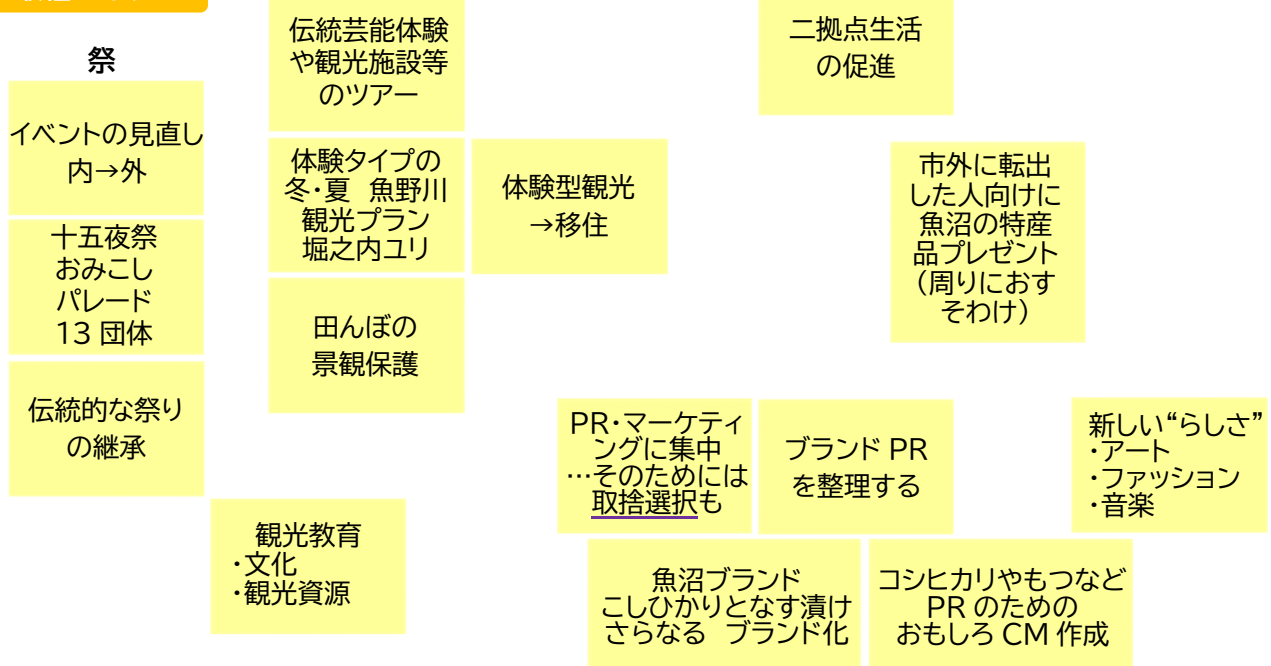 祭
イベントの見直し
内→外
十五夜祭
おみこし
パレード
13 団体
伝統的な祭り
の継承
伝統芸能体験
や観光施設等
のツアー
体験タイプの
冬・夏　魚野川
観光プラン
堀之内ユリ
体験型観光
→移住
田んぼの
景観保護
観光教育
・文化
・観光資源
二拠点生活
の促進
市外に転出
した人向けに
魚沼の特産
品プレゼント
（周りにおす
そわけ）
PR・マーケティ
ングに集中
…そのためには
取捨選択も
ブランド PR
を整理する
新しい“らしさ”
・アート
・ファッション
・音楽
魚沼ブランド
こしひかりとなす漬け
さらなる　ブランド化
コシヒカリやもつなど
PR のための
おもしろ CM 作成